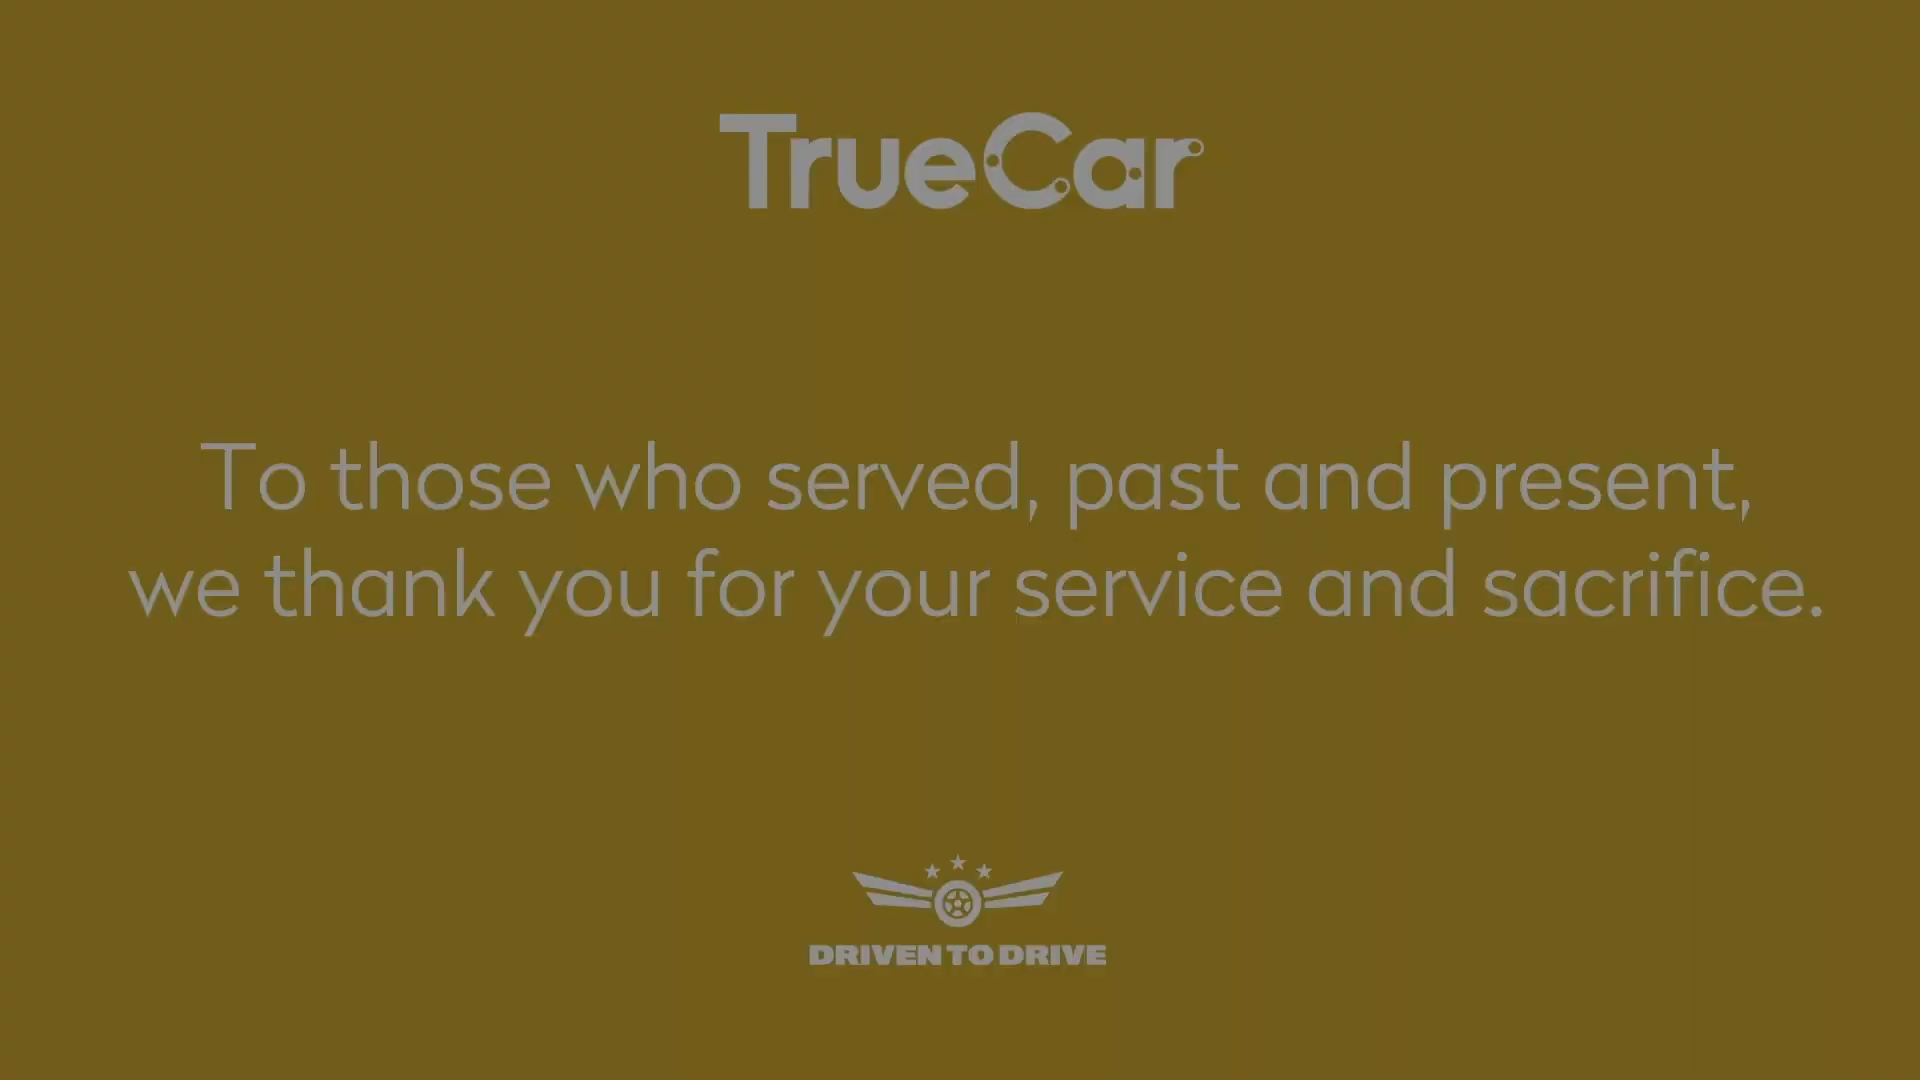 TrueCar
To those who served, past and present,
we thank you for your service and sacrifice.
DRIVEN TO DRIVE